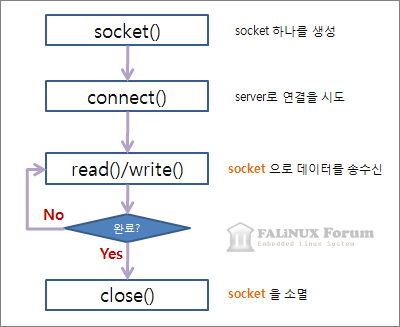 socket()
socket 하나를 생성
connect()
server로 연결을 시도
read()/write()
socket 으로 데이터를 송수신
No
완료?
FALiNUX Forum
Embedded Linux System
Yes
close()
socket 을 소멸